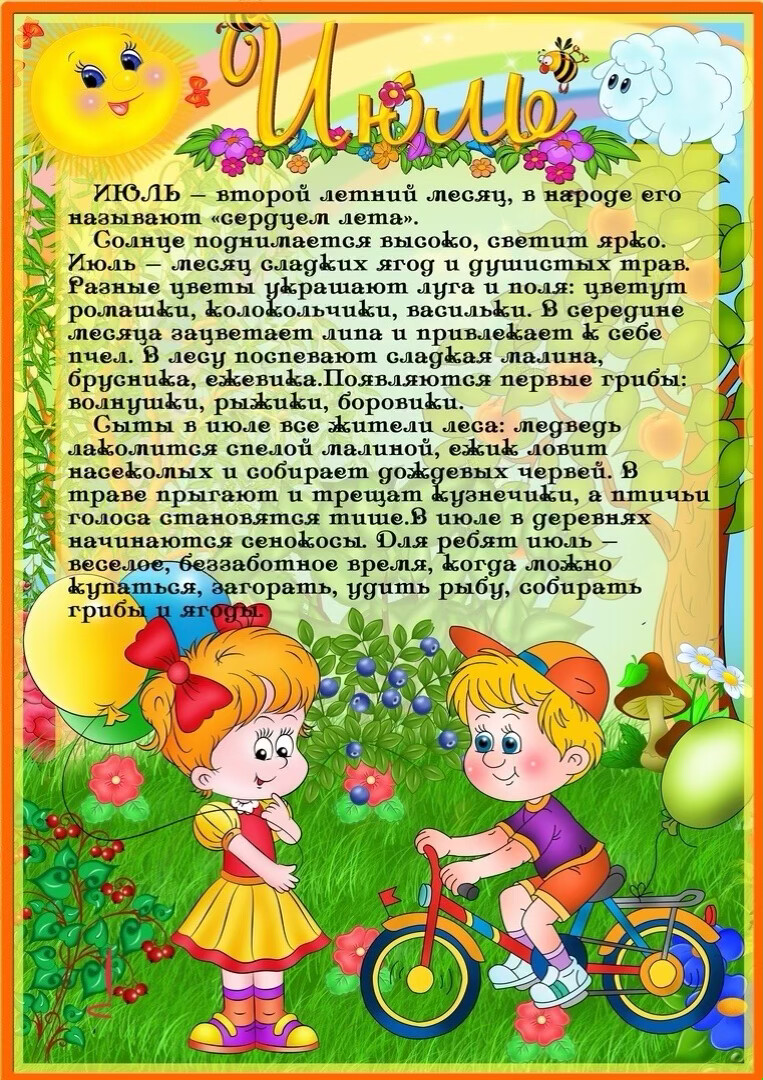 Июль
ИЮЛЬ – второй летний месяц, в народе его
называют «сердцем лета».
Солнце поднимается высоко, светит ярко.
Июль – месяц сладких ягод и душистых трав.
Разные цветы украшают луга и поля: цветут
ромашки, колокольчики, васильки. В середине
месяца зацветает липа и привлекает к себе
пчел. В лесу поспевают сладкая малина,
брусника, ежевика.Появляются первые грибы:
волнушки, рыжики, боровики.
Сыты в июле все жители леса: медведь
лакомится спелой малиной, ежик ловит
насекомых и собирает дождевых червей. В
траве прыгают и трещат кузнечики, а птичьи
голоса становятся тише.В июле в деревнях
начинаются сенокосы. Для ребят июль –
веселое, беззаботное время, когда можно
купаться, загорать, удить рыбу, собирать
грибы и ягоды.